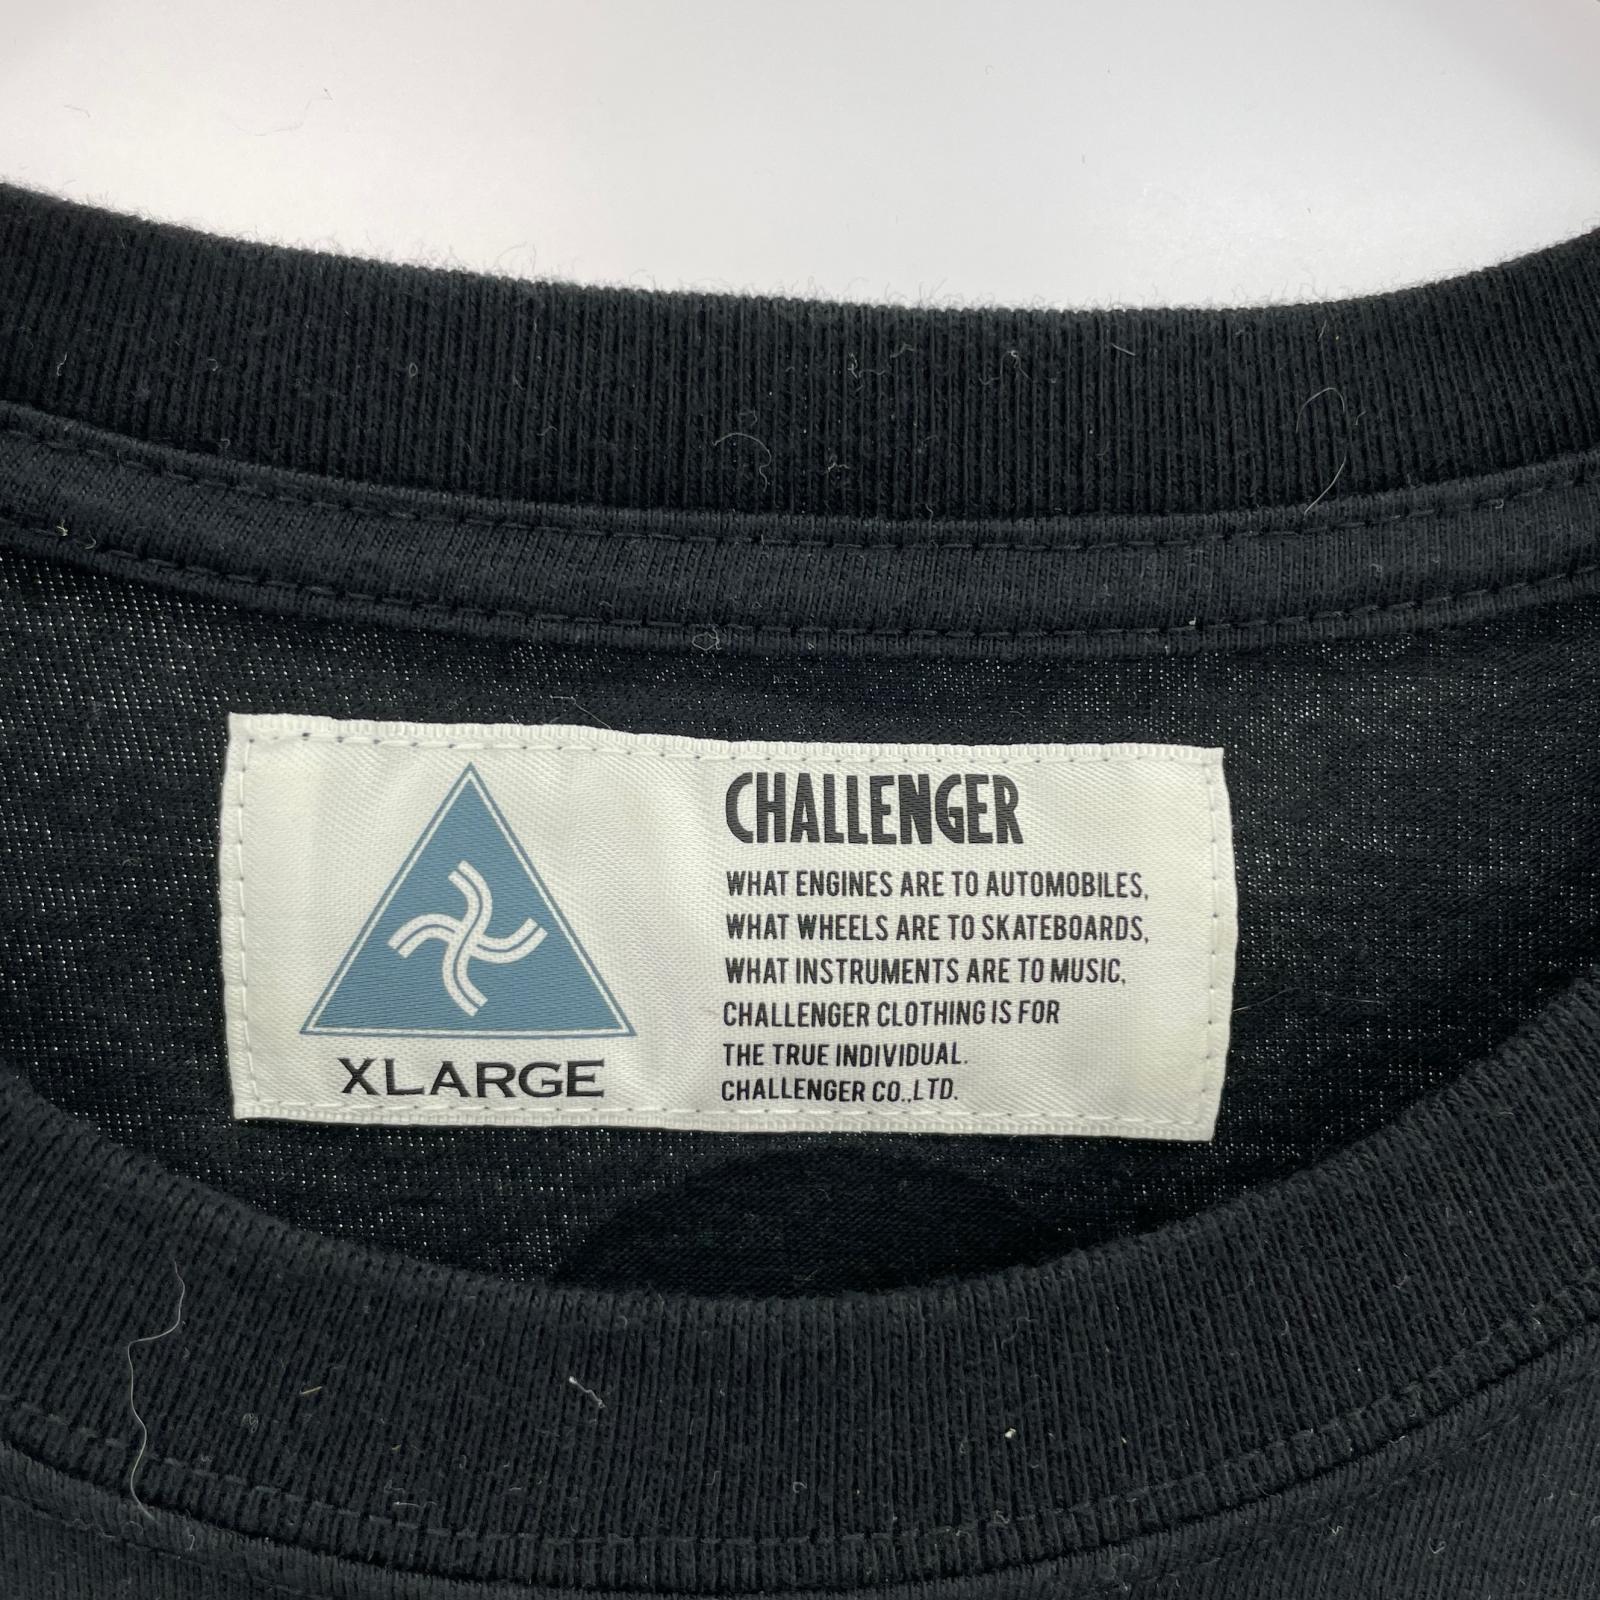 XLARGE
CHALLENGER
WHAT ENGINES ARE TO AUTOMOBILES,
WHAT WHEELS ARE TO SKATEBOARDS,
WHAT INSTRUMENTS ARE TO MUSIC,
CHALLENGER CLOTHING IS FOR
THE TRUE INDIVIDUAL.
CHALLENGER CO.,LTD.